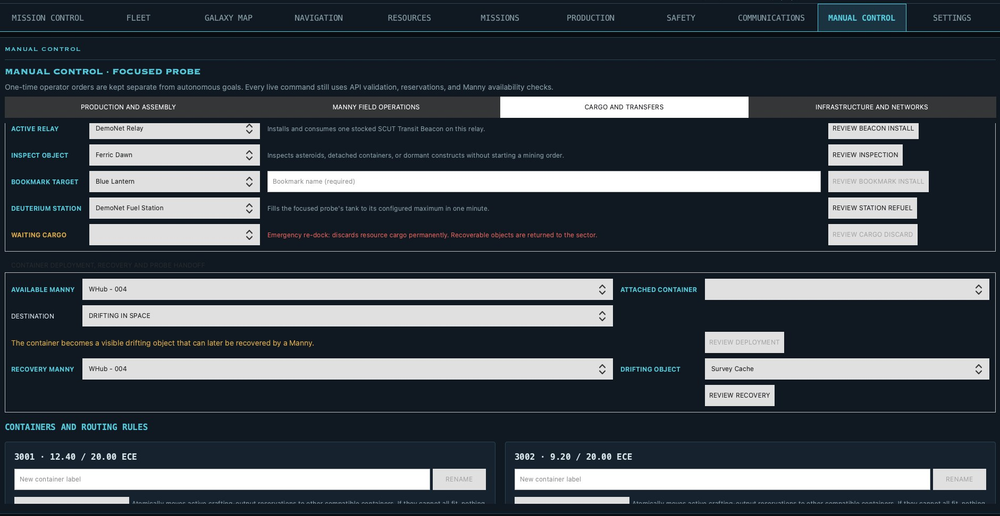 MISSION CONTROL FLEET GALAXY MAP NAVIGATION RESOURCES MISSIONS PRODUCTION SAFETY COMMUNICATIONS MANUAL CONTROL SETTINGS
MANUAL CONTROL
MANUAL CONTROL · FOCUSED PROBE
One-time operator orders are kept separate from autonomous goals. Every live command still uses API validation, reservations, and Manny availability checks.
PRODUCTION AND ASSEMBLY MANNY FIELD OPERATIONS CARGO AND TRANSFERS INFRASTRUCTURE AND NETWORKS
ACTIVE RELAY DemoNet Relay Installs and consumes one stocked SCUT Transit Beacon on this relay. REVIEW BEACON INSTALL
INSPECT OBJECT Ferric Dawn Inspects asteroids, detached containers, or dormant constructs without starting a mining order. REVIEW INSPECTION
BOOKMARK TARGET Blue Lantern Bookmark name (required) REVIEW BOOKMARK INSTALL
DEUTERIUM STATION DemoNet Fuel Station Fills the focused probe's tank to its configured maximum in one minute. REVIEW STATION REFUEL
WAITING CARGO Emergency re-dock: discards resource cargo permanently. Recoverable objects are returned to the sector. REVIEW CARGO DISCARD
CONTAINER DEPLOYMENT, RECOVERY AND PROBE HANDOFF
AVAILABLE MANNY WHub - 004 ATTACHED CONTAINER
DESTINATION DRIFTING IN SPACE
The container becomes a visible drifting object that can later be recovered by a Manny. REVIEW DEPLOYMENT
RECOVERY MANNY WHub - 004 DRIFTING OBJECT Survey Cache
REVIEW RECOVERY
CONTAINERS AND ROUTING RULES
3001 · 12.40 / 20.00 ECE 3002 · 9.20 / 20.00 ECE
New container label RENAME New container label RENAME
Atomically moves active crafting-output reservations to other compatible containers. If they cannot all fit, nothing Atomically moves active crafting-output reservations to other compatible containers. If they cannot all fit, nothing